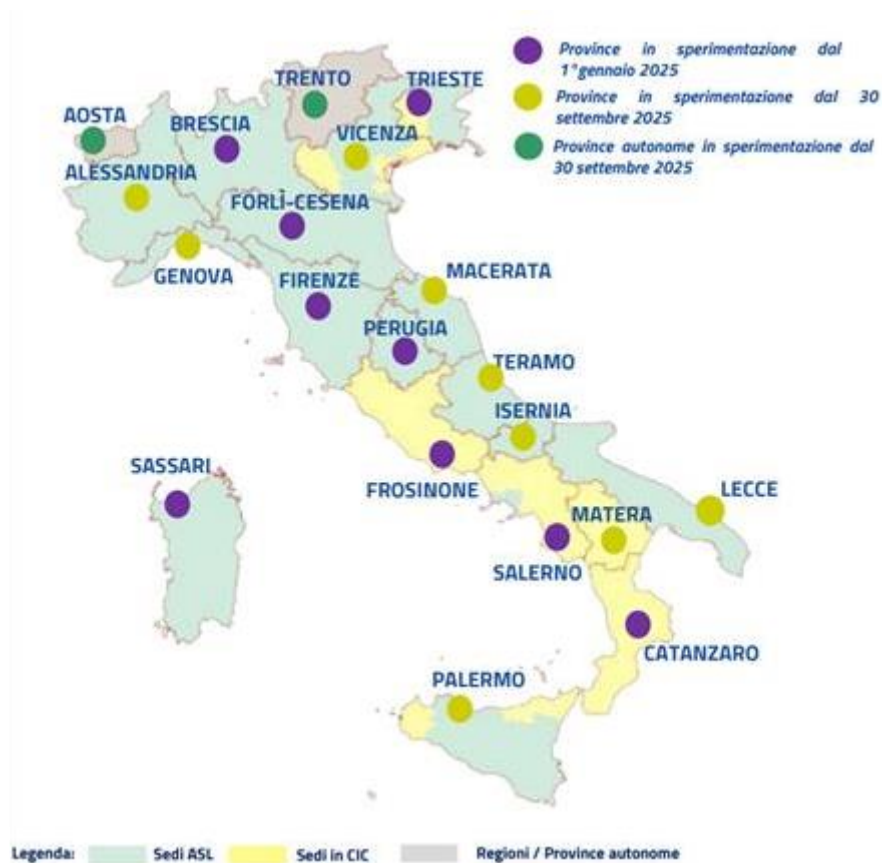 Province in sperimentazione dal
1°gennaio 2025
Province in sperimentazione dal 30
settembre 2025
Province autonome in sperimentazione dal
30 settembre 2025
TRENTO
TRIESTE
AOSTA
BRESCIA
VICENZA
ALESSANDRIA
FORLÌ-CESENA
GENOVA
FIRENZE
MACERATA
PERUGIA
TERAMO
ISERNIA
SASSARI
FROSINONE
LECCE
MATERA
SALERNO
CATANZARO
PALERMO
Legenda: Sedi ASL Sedi in CIC Regioni / Province autonome